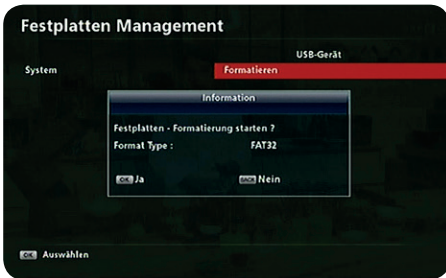 Festplatten Management
USB-Gerät
System Formatieren
Information
Festplatten - Formatierung starten ?
Format Type : FAT32
OK Ja BACK Nein
OK Auswählen